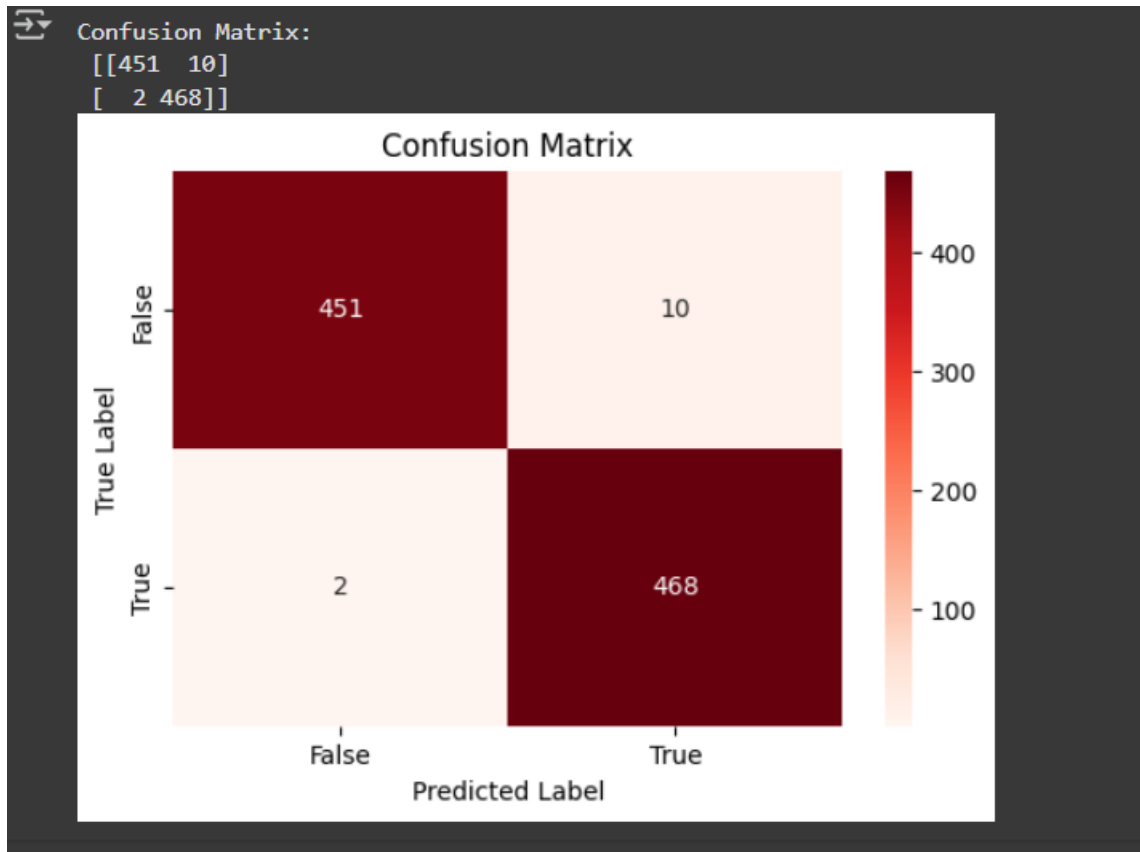 Confusion Matrix:
[[451  10]
[  2 468]]
Confusion Matrix
451
10
2
468
False
True
True Label
False
True
Predicted Label
400
300
200
100